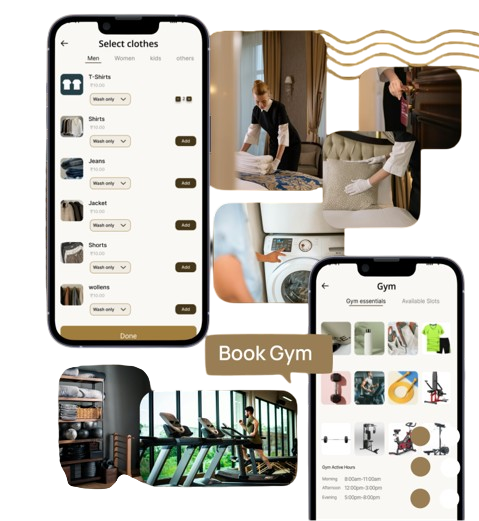 Select clothes
Men Women kids others
T-Shirts
₹10.00
Wash only
2
Shirts
₹10.00
Wash only Add
Jeans
₹10.00
Wash only Add
Jacket
₹10.00
Wash only Add
Shorts
₹10.00
Wash only Add
wollens
₹10.00
Wash only Add
Done
Book Gym
Gym
Gym essentials Available Slots
Gym Active Hours
Morning 8:00am-11:00am
Afternoon 12:00pm-3:00pm
Evening 5:00pm-8:00pm